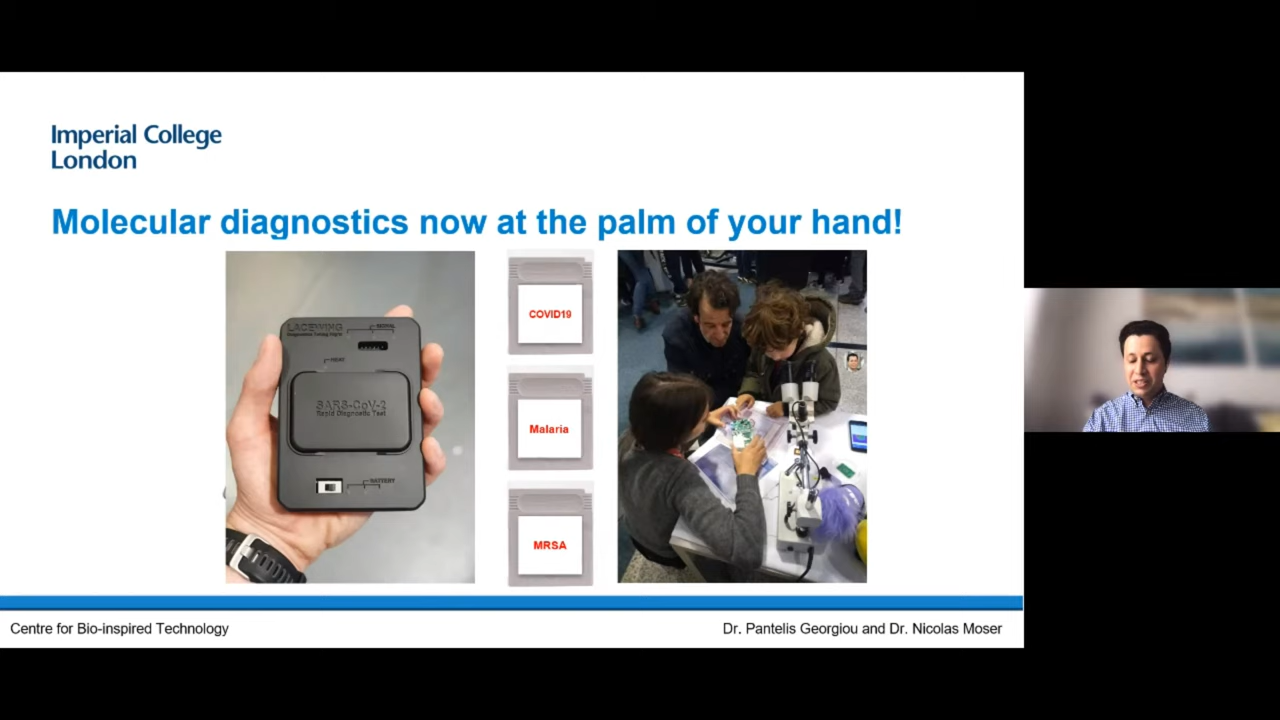 Imperial College
London
Molecular diagnostics now at the palm of your hand!
LACEWING
HEAT
SARS-CoV-2
Rapid Diagnostic Test
BATTERY
COVID19
Malaria
MRSA
Centre for Bio-inspired Technology
Dr. Pantelis Georgiou and Dr. Nicolas Moser